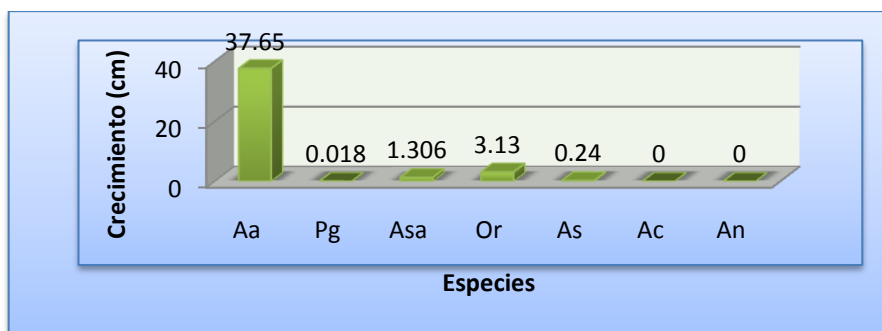 Crecimiento (cm)
40
20
0
37.65
0.018
1.306
3.13
0.24
0
0
Aa
Pg
Asa
Or
As
Ac
An
Especies